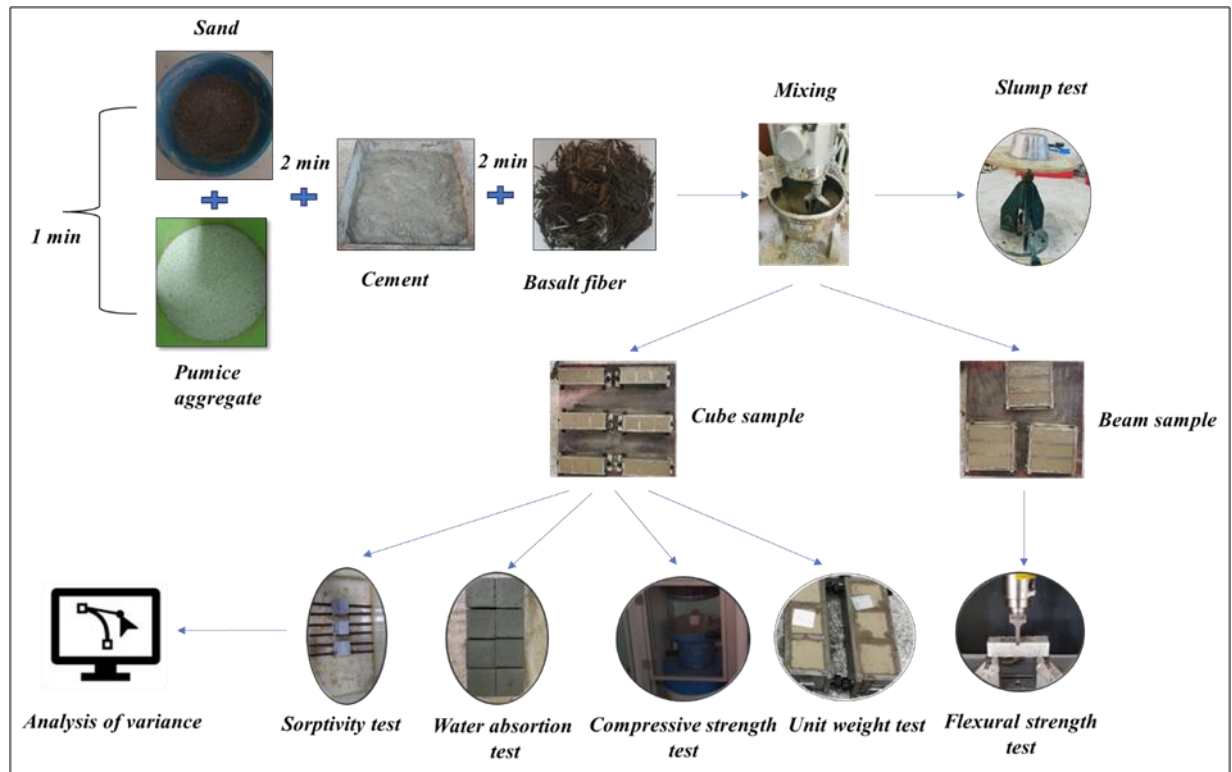 Sand
Mixing
Slump test
2 min
2 min
1 min
Cement
Basalt fiber
Pumice
aggregate
Cube sample
Beam sample
Analysis of variance
Sorptivity test
Water absortion
test
Compressive strength
test
Unit weight test
Flexural strength
test